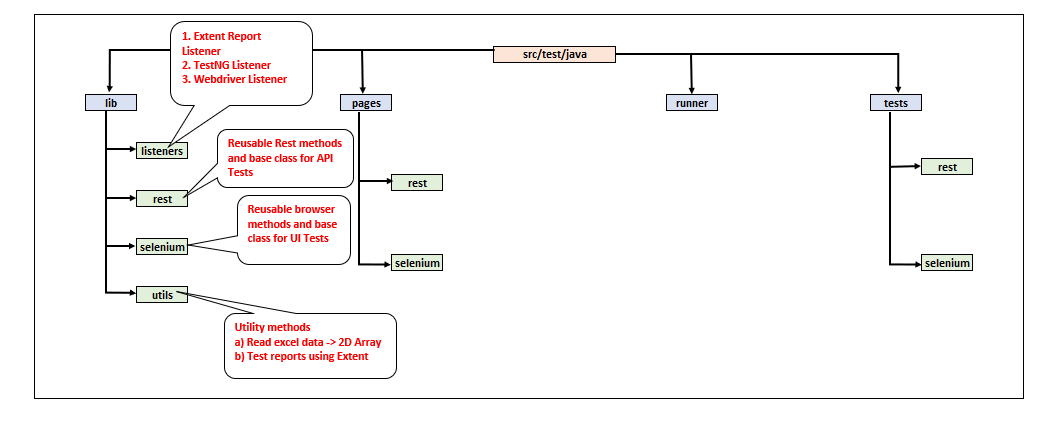 1. Extent Report
Listener
2. TestNG Listener
3. Webdriver Listener
src/test/java
lib
pages
runner
tests
listeners
Reusable Rest methods
and base class for API
Tests
rest
rest
rest
Reusable browser
methods and base
class for UI Tests
selenium
selenium
selenium
utils
Utility methods
a) Read excel data -> 2D Array
b) Test reports using Extent